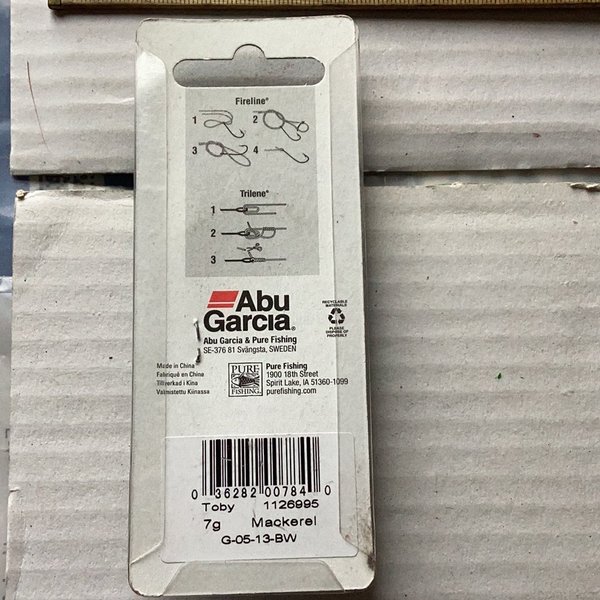 Fireline®
1 2
3 4
Trilene®
1
2
3
Abu
Garcia®
Abu Garcia & Pure Fishing
SE-376 81 Svängsta, SWEDEN
RECYCLABLE
MATERIALS
PLEASE
DISPOSE OF
PROPERLY
Made in China
Fabriqué en China
Tillverkad i Kina
Valmistettu Kiinassa
PURE
FISHING
Pure Fishing
1900 18th Street
Spirit Lake, IA 51360-1099
purefishing.com
0 36282 00784 0
Toby 1126995
7g Mackerel
G-05-13-BW